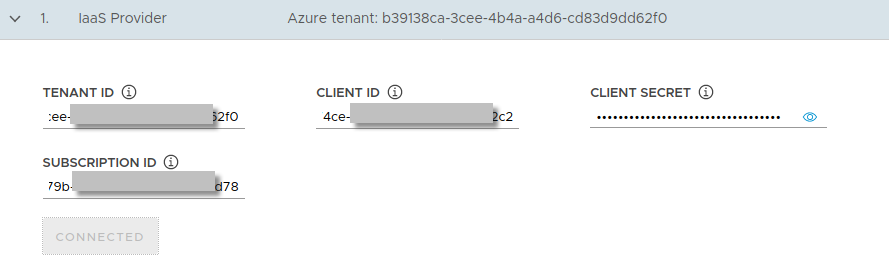 1. IaaS Provider Azure tenant: b39138ca-3cee-4b4a-a4d6-cd83d9dd62f0
TENANT ID CLIENT ID CLIENT SECRET
:ee- 62f0 4ce- 2c2 ••••••••••••••••••••••••••••••••••
SUBSCRIPTION ID
79b- d78
CONNECTED